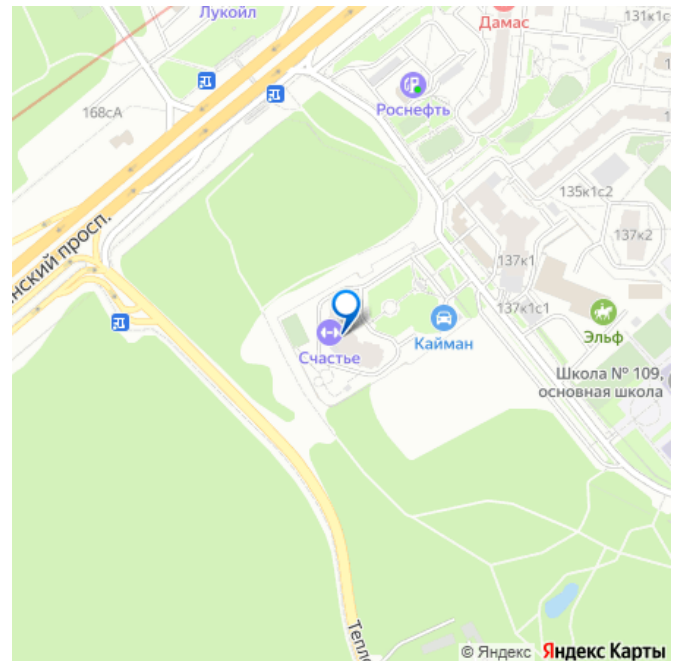 Лукойл
Дамас
131к1с
Роснефть
168сА
135к1с2
нский просп.
137к2
137к1
137к1с1
Эльф
Кайман
Счастье
Школа № 109,
основная школа
Тепло
© Яндекс Яндекс Карты